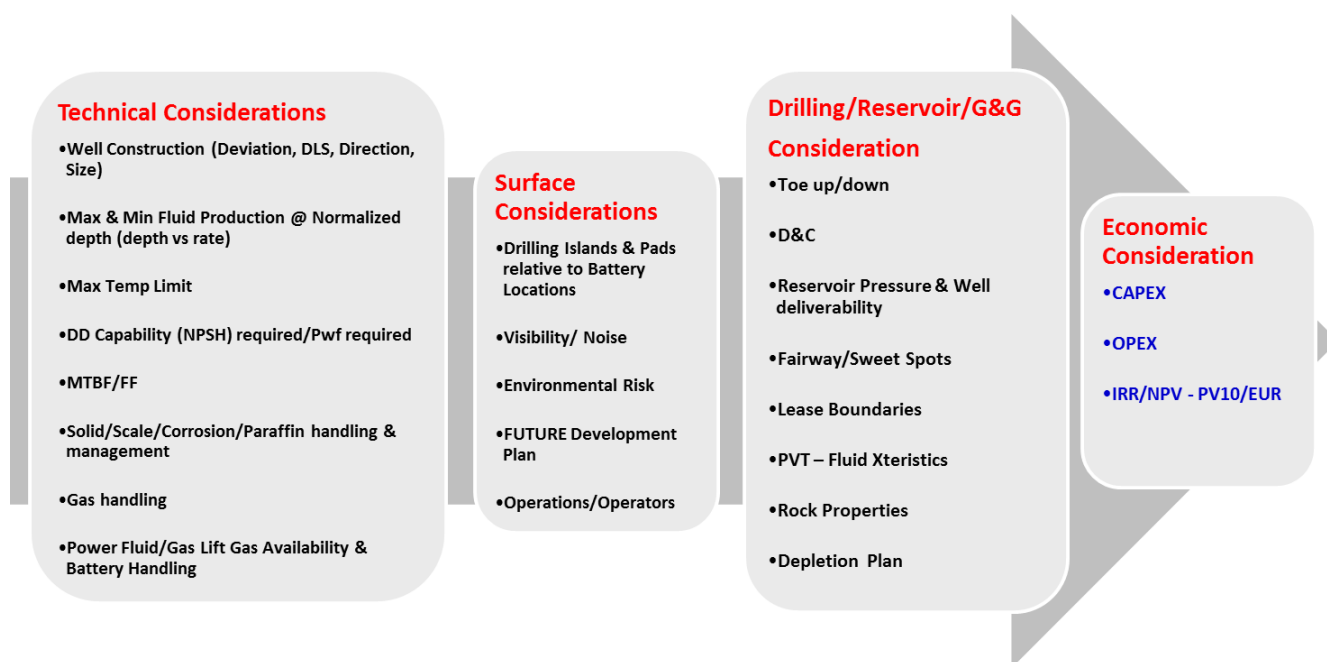 Technical Considerations
•Well Construction (Deviation, DLS, Direction,
Size)
•Max & Min Fluid Production @ Normalized
depth (depth vs rate)
•Max Temp Limit
•DD Capability (NPSH) required/Pwf required
•MTBF/FF
•Solid/Scale/Corrosion/Paraffin handling &
management
•Gas handling
•Power Fluid/Gas Lift Gas Availability &
Battery Handling
Surface
Considerations
•Drilling Islands & Pads
relative to Battery
Locations
•Visibility/ Noise
•Environmental Risk
•FUTURE Development
Plan
•Operations/Operators
Drilling/Reservoir/G&G
Consideration
•Toe up/down
•D&C
•Reservoir Pressure & Well
deliverability
•Fairway/Sweet Spots
•Lease Boundaries
•PVT – Fluid Xteristics
•Rock Properties
•Depletion Plan
Economic
Consideration
•CAPEX
•OPEX
•IRR/NPV - PV10/EUR